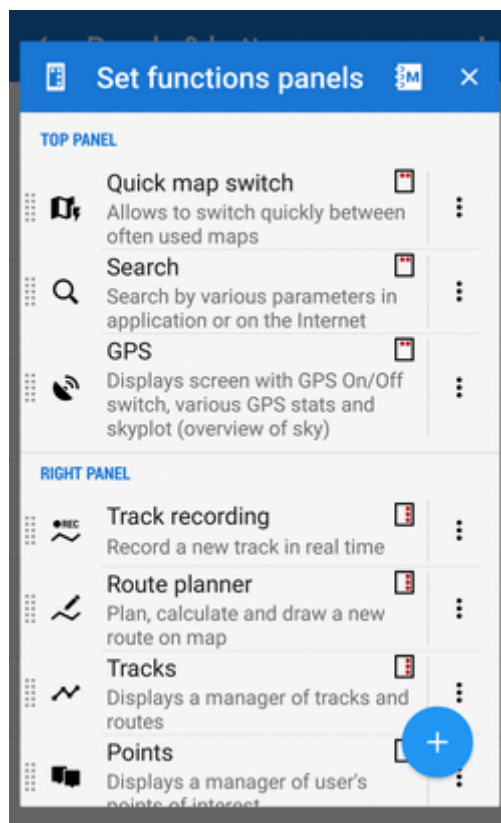 Set functions panels
TOP PANEL
Quick map switch
Allows to switch quickly between
often used maps
Search
Search by various parameters in
application or on the Internet
GPS
Displays screen with GPS On/Off
switch, various GPS stats and
skyplot (overview of sky)
RIGHT PANEL
REC
Track recording
Record a new track in real time
Route planner
Plan, calculate and draw a new
route on map
Tracks
Displays a manager of tracks and
routes
Points
Displays a manager of user's
points of interest